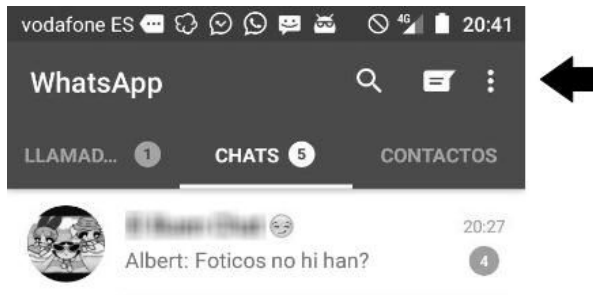 vodafone ES 4G 20:41
WhatsApp
LLAMAD... 1 CHATS 5 CONTACTOS
20:27
Albert: Foticos no hi han? 4